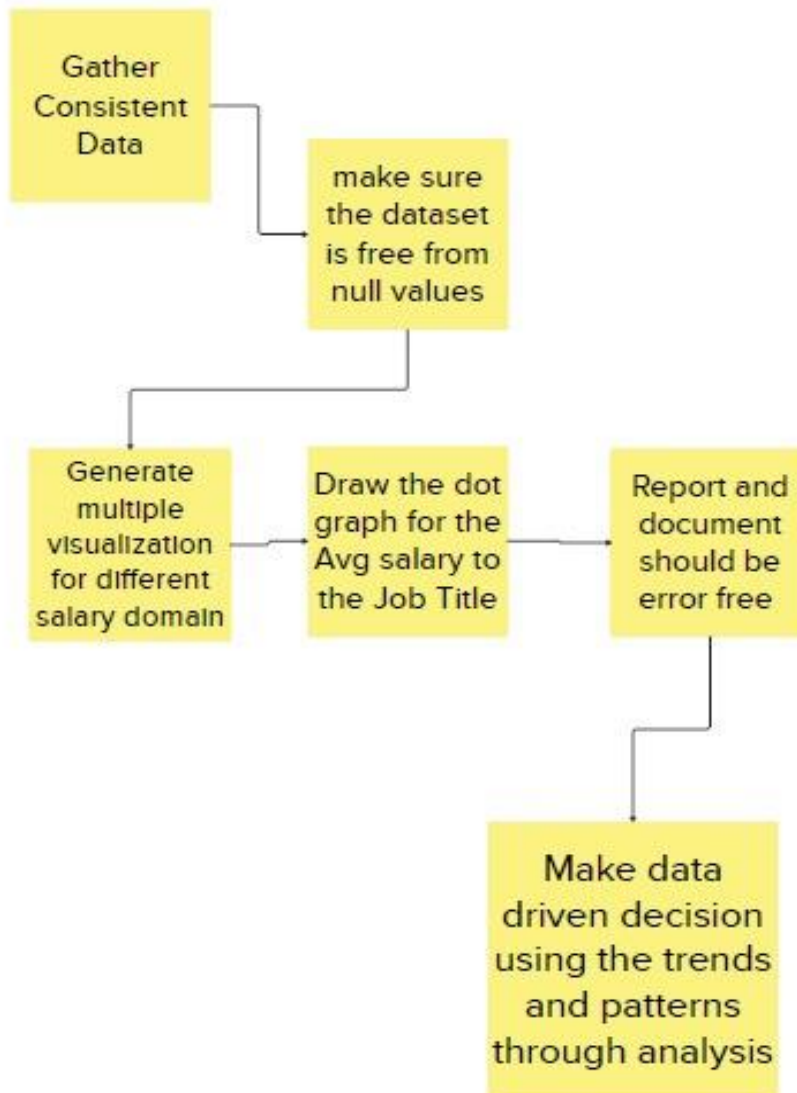 Gather
Consistent
Data
make sure
the dataset
is free from
null values
Generate
multiple
visualization
for different
salary domain
Draw the dot
graph for the
Avg salary to
the Job Title
Report and
document
should be
error free
Make data
driven decision
using the trends
and patterns
through analysis